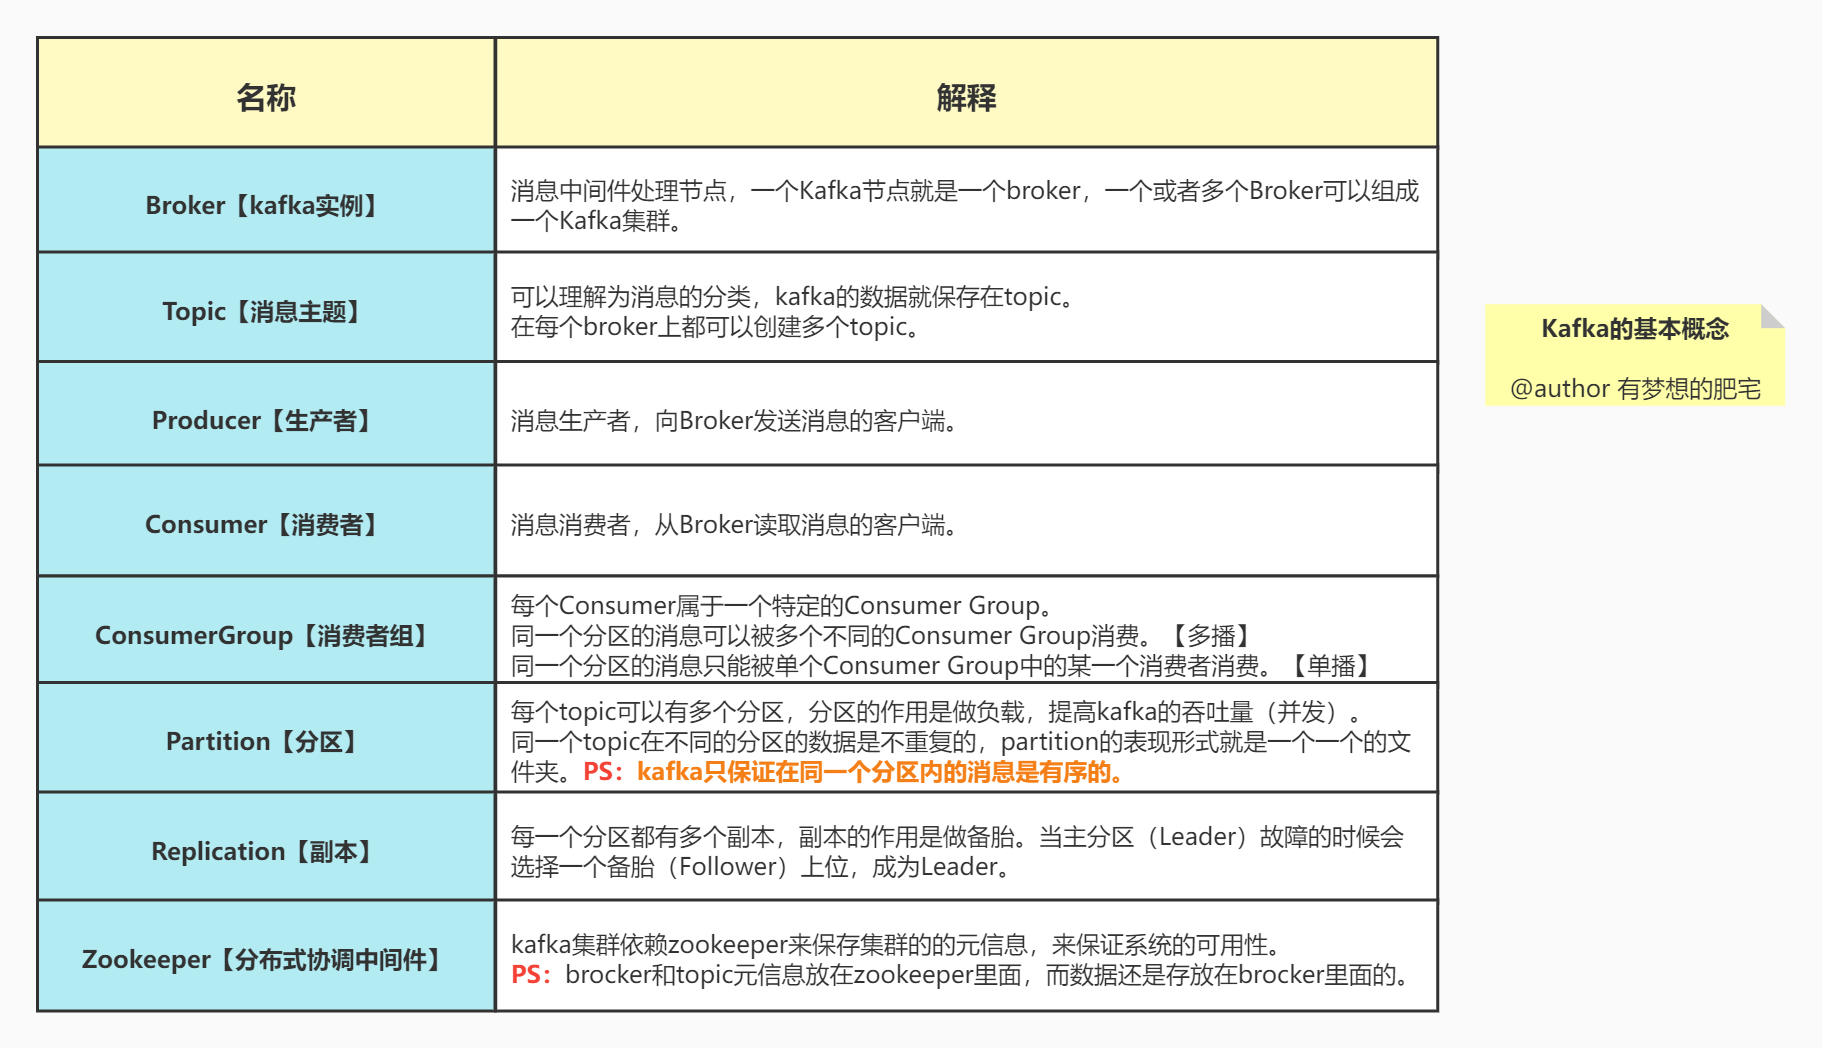 名称
解释
Broker【kafka实例】
消息中间件处理节点，一个Kafka节点就是一个broker，一个或者多个Broker可以组成
一个Kafka集群。
Topic【消息主题】
可以理解为消息的分类，kafka的数据就保存在topic。
在每个broker上都可以创建多个topic。
Producer【生产者】
消息生产者，向Broker发送消息的客户端。
Consumer【消费者】
消息消费者，从Broker读取消息的客户端。
ConsumerGroup【消费者组】
每个Consumer属于一个特定的Consumer Group。
同一个分区的消息可以被多个不同的Consumer Group消费。【多播】
同一个分区的消息只能被单个Consumer Group中的某一个消费者消费。【单播】
Partition【分区】
每个topic可以有多个分区，分区的作用是做负载，提高kafka的吞吐量（并发）。
同一个topic在不同的分区的数据是不重复的，partition的表现形式就是一个一个的文
件夹。PS：kafka只保证在同一个分区内的消息是有序的。
Replication【副本】
每一个分区都有多个副本，副本的作用是做备胎。当主分区（Leader）故障的时候会
选择一个备胎（Follower）上位，成为Leader。
Zookeeper【分布式协调中间件】
kafka集群依赖zookeeper来保存集群的的元信息，来保证系统的可用性。
PS：brocker和topic元信息放在zookeeper里面，而数据还是存放在brocker里面的。
Kafka的基本概念
@author 有梦想的肥宅